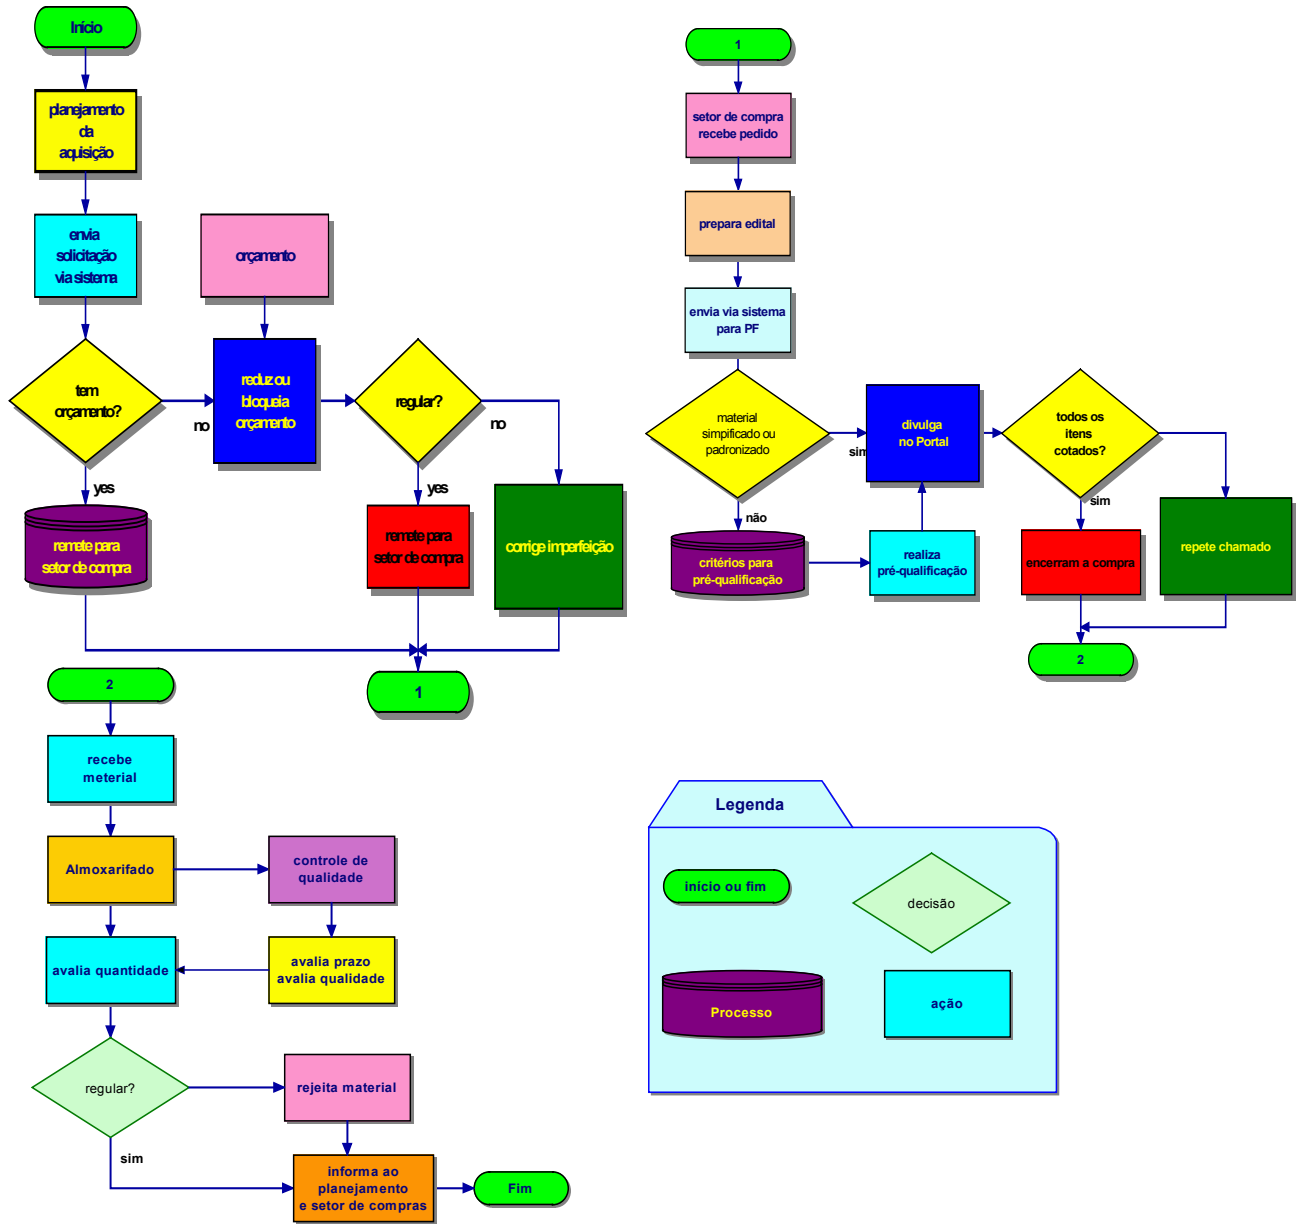 Início
planejamento
da
aquisição
envia
solicitação
via sistema
orçamento
tem
orçamento?
no
reduz ou
bloqueia
orçamento
regular?
no
yes
yes
remete para
setor de compra
remete para
setor de compra
corrige imperfeição
1
1
setor de compra
recebe pedido
prepara edital
envia via sistema
para PF
material
simpificado ou
padronizado
sim
divulga
no Portal
todos os
itens
cotados?
sim
não
critérios para
pré-qualificação
realiza
pré-qualificação
encerram a compra
repete chamado
2
2
recebe
meterial
Almoxarifado
controle de
qualidade
avalia quantidade
avalia prazo
avalia qualidade
regular?
rejeita material
sim
informa ao
planejamento
e setor de compras
Fim
Legenda
início ou fim
decisão
Processo
ação